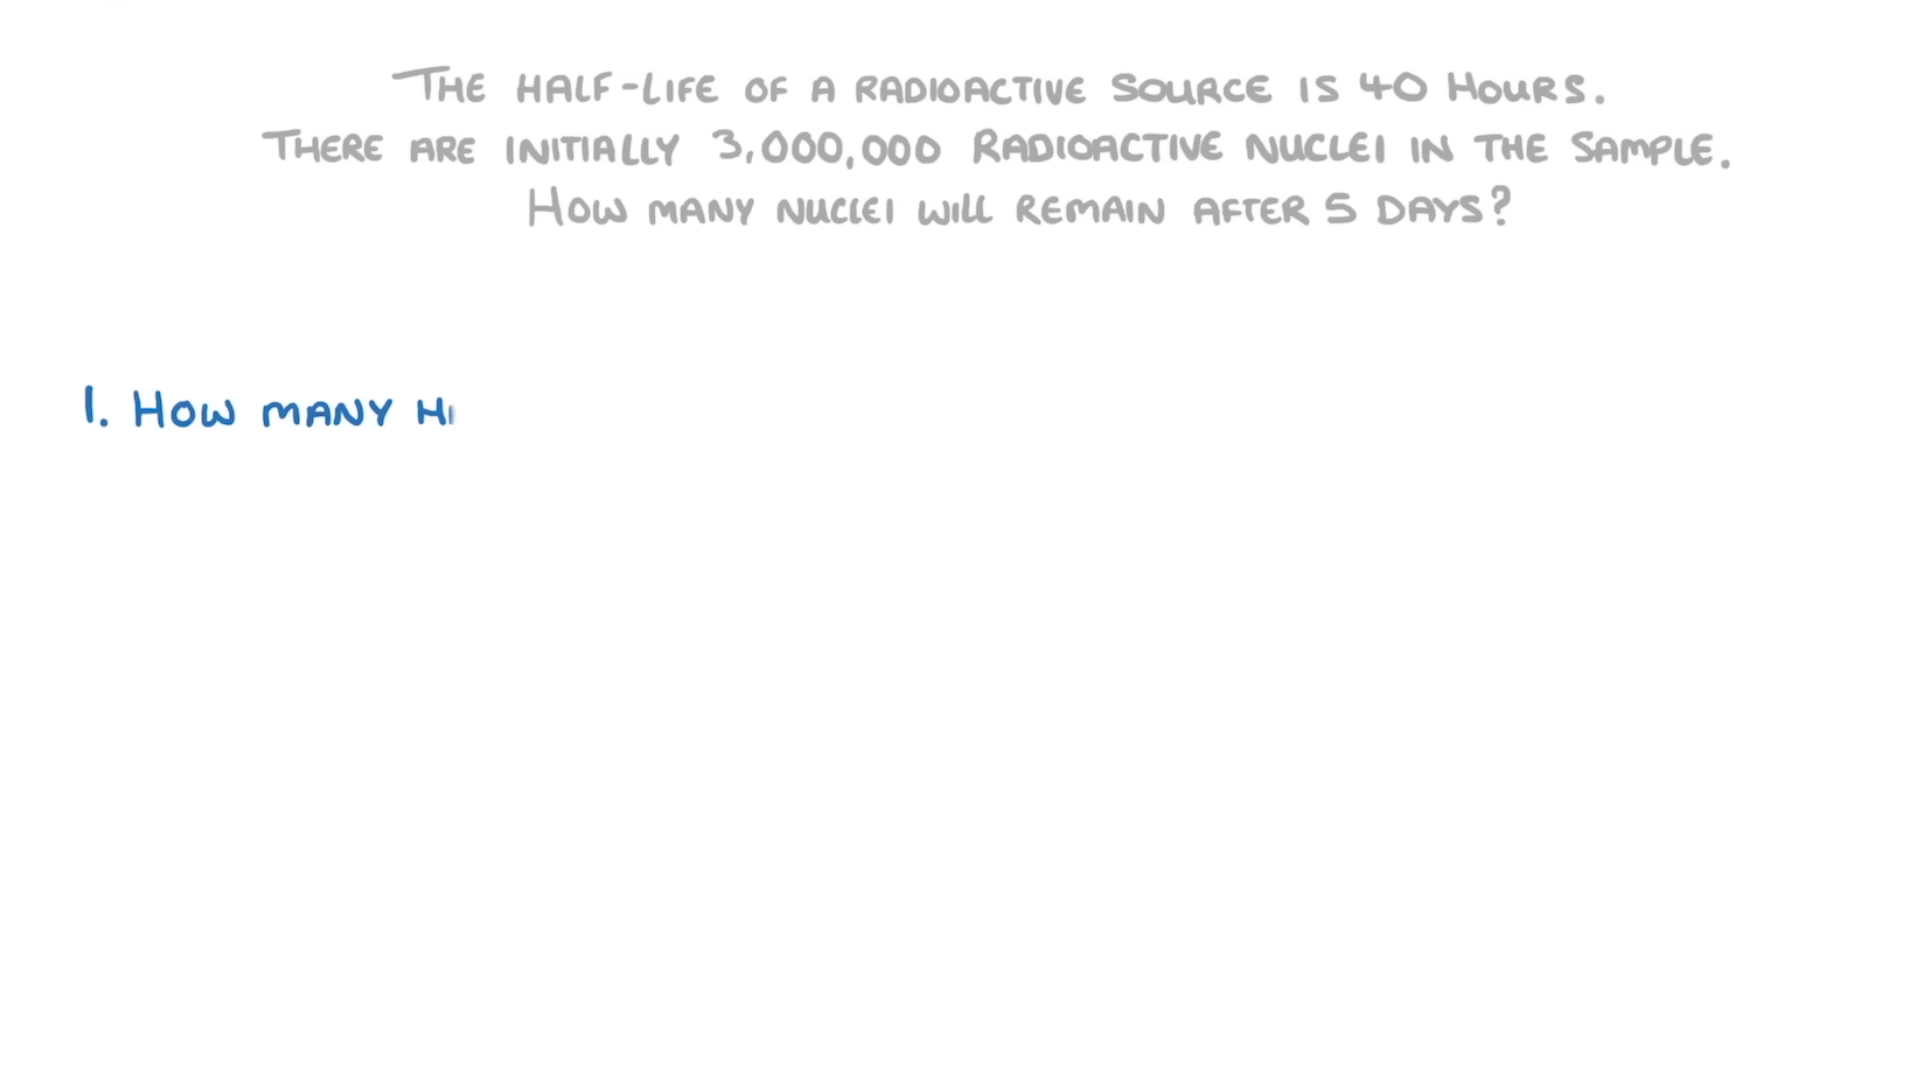 THE HALF-LIFE OF A RADIOACTIVE SOURCE IS 40 HOURS.
THERE ARE INITIALLY 3,000,000 RADIOACTIVE NUCLEI IN THE SAMPLE.
HOW MANY NUCLEI WILL REMAIN AFTER 5 DAYS?
1. HOW MANY H